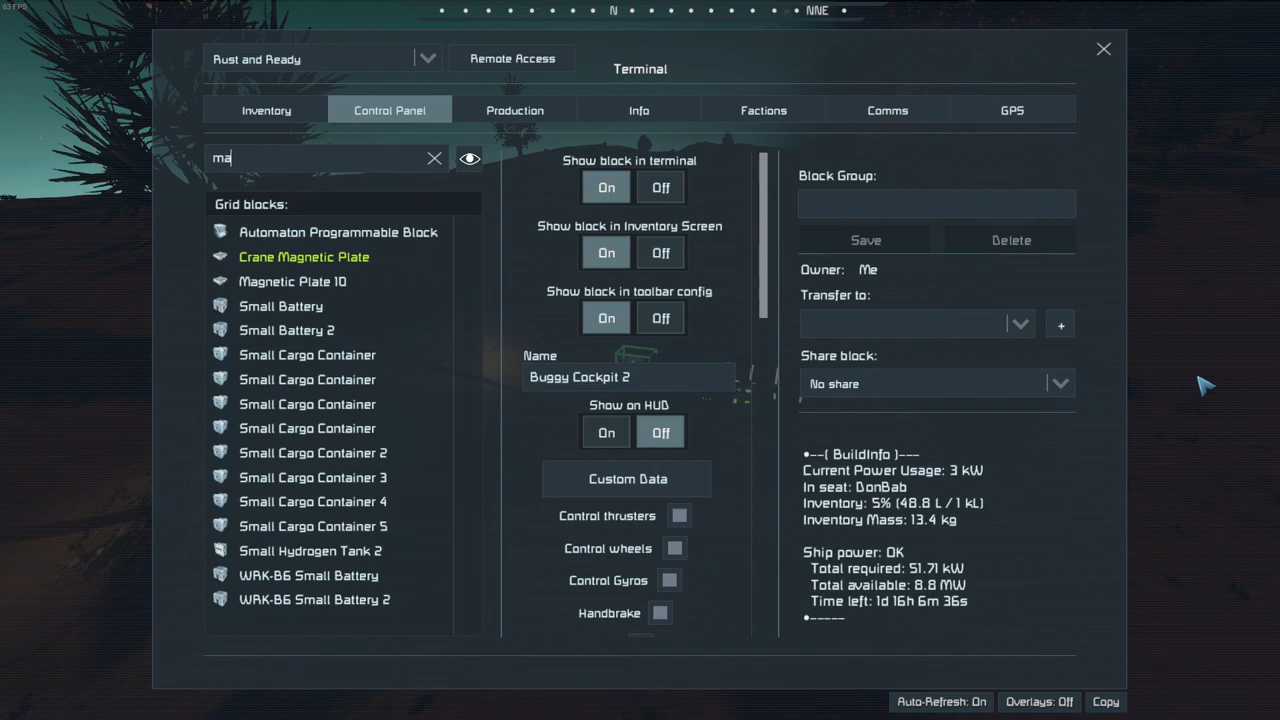 63 FPS
N
NNE
Rust and Ready
Remote Access
Terminal
Inventory
Control Panel
Production
Info
Factions
Comms
GPS
ma
Grid blocks:
Automaton Programmable Block
Crane Magnetic Plate
Magnetic Plate 10
Small Battery
Small Battery 2
Small Cargo Container
Small Cargo Container
Small Cargo Container
Small Cargo Container
Small Cargo Container 2
Small Cargo Container 3
Small Cargo Container 4
Small Cargo Container 5
Small Hydrogen Tank 2
WRK-B6 Small Battery
WRK-B6 Small Battery 2
Show block in terminal
On Off
Show block in Inventory Screen
On Off
Show block in toolbar config
On Off
Name
Buggy Cockpit 2
Show on HUD
On Off
Custom Data
Control thrusters
Control wheels
Control Gyros
Handbrake
Block Group:
Save Delete
Owner: Me
Transfer to:
+
Share block:
No share
•--( BuildInfo )---
Current Power Usage: 3 kW
In seat: DonBab
Inventory: 5% (48.8 L / 1 kL)
Inventory Mass: 13.4 kg
Ship power: OK
Total required: 51.71 kW
Total available: 8.8 MW
Time left: 1d 16h 6m 36s
•-----
Auto-Refresh: On
Overlays: Off
Copy